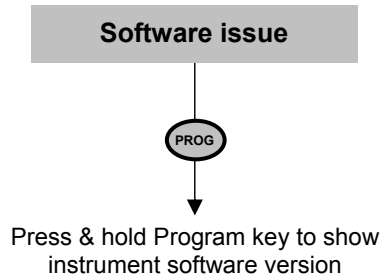 Software issue
PROG
Press & hold Program key to show
instrument software version